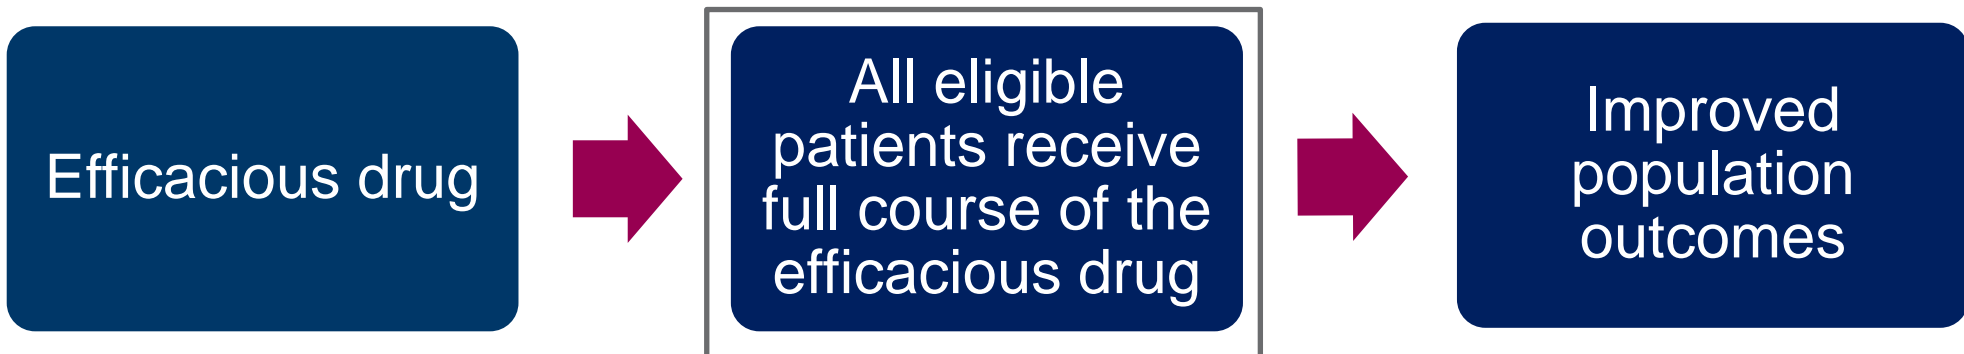 Efficacious drug
All eligible
patients receive
full course of the
efficacious drug
Improved
population
outcomes